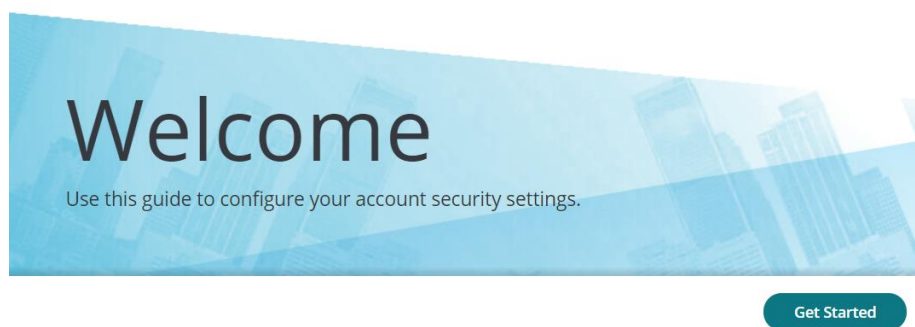 Welcome
Use this guide to configure your account security settings.
Get Started